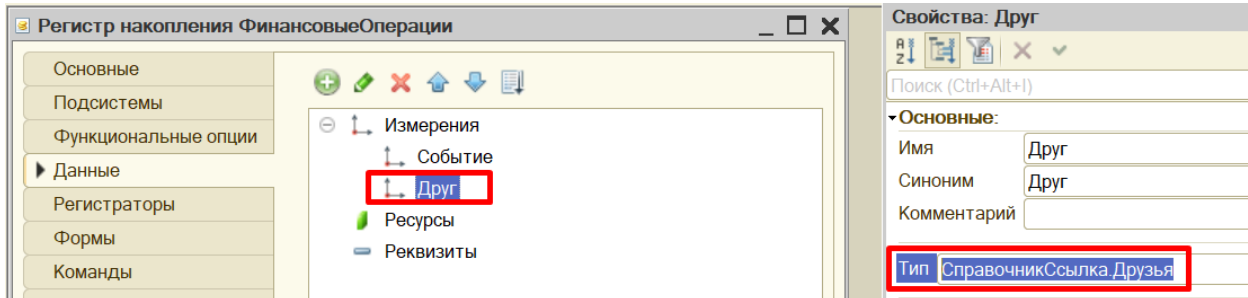 Регистр накопления ФинансовыеОперации
Основные
Подсистемы
Функциональные опции
Данные
Регистраторы
Формы
Команды
Измерения
Событие
Друг
Ресурсы
Реквизиты
Свойства: Друг
Поиск (Ctrl+Alt+I)
Основные:
Имя Друг
Синоним Друг
Комментарий
Тип СправочникСсылка.Друзья